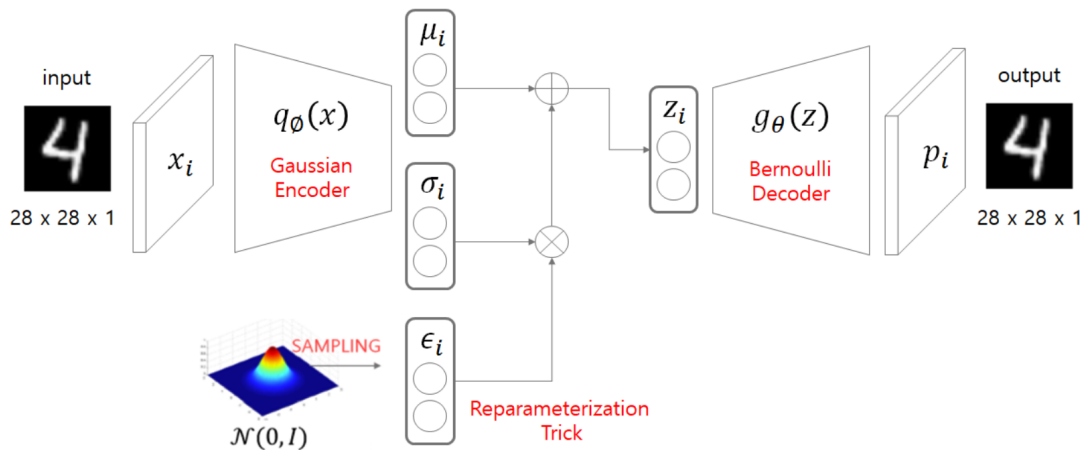 input
28 x 28 x 1
x_i
q_∅(x)
Gaussian
Encoder
μ_i
σ_i
SAMPLING
𝒩(0, I)
ϵ_i
Reparameterization
Trick
z_i
g_θ(z)
Bernoulli
Decoder
p_i
output
28 x 28 x 1